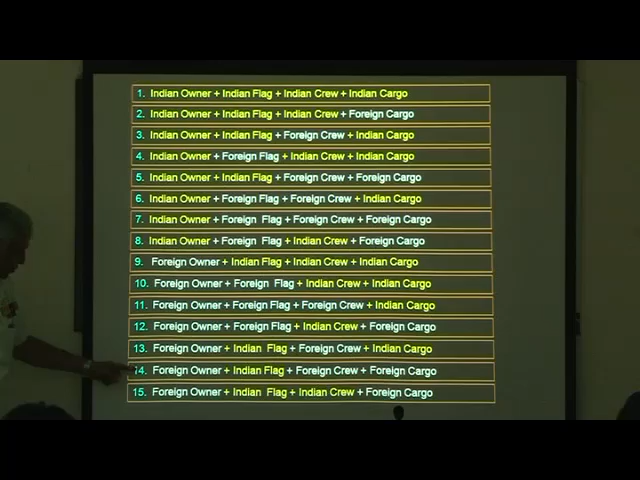 1. Indian Owner + Indian Flag + Indian Crew + Indian Cargo
2. Indian Owner + Indian Flag + Indian Crew + Foreign Cargo
3. Indian Owner + Indian Flag + Foreign Crew + Indian Cargo
4. Indian Owner + Foreign Flag + Indian Crew + Indian Cargo
5. Indian Owner + Indian Flag + Foreign Crew + Foreign Cargo
6. Indian Owner + Foreign Flag + Foreign Crew + Indian Cargo
7. Indian Owner + Foreign Flag + Foreign Crew + Foreign Cargo
8. Indian Owner + Foreign Flag + Indian Crew + Foreign Cargo
9. Foreign Owner + Indian Flag + Indian Crew + Indian Cargo
10. Foreign Owner + Foreign Flag + Indian Crew + Indian Cargo
11. Foreign Owner + Foreign Flag + Foreign Crew + Indian Cargo
12. Foreign Owner + Foreign Flag + Indian Crew + Foreign Cargo
13. Foreign Owner + Indian Flag + Foreign Crew + Indian Cargo
14. Foreign Owner + Indian Flag + Foreign Crew + Foreign Cargo
15. Foreign Owner + Indian Flag + Indian Crew + Foreign Cargo